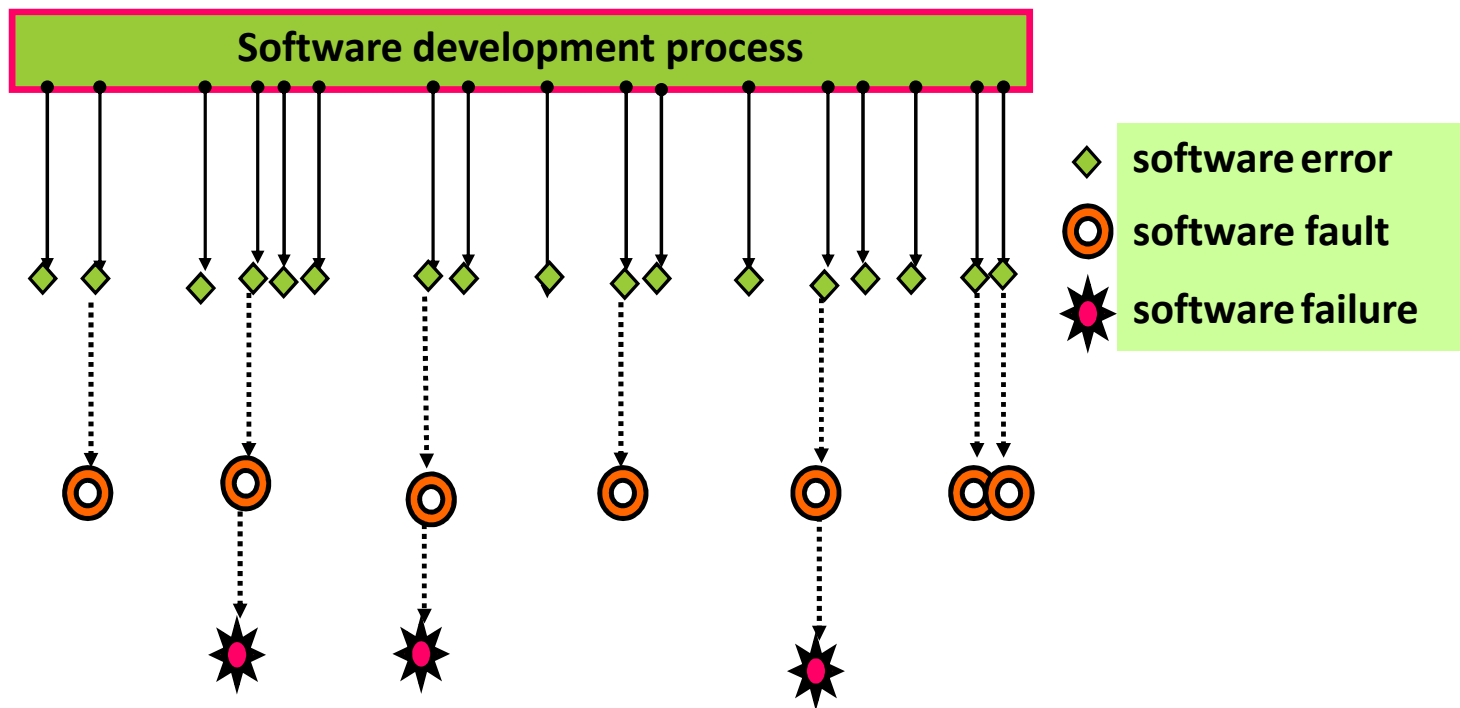 Software development process
software error
software fault
software failure